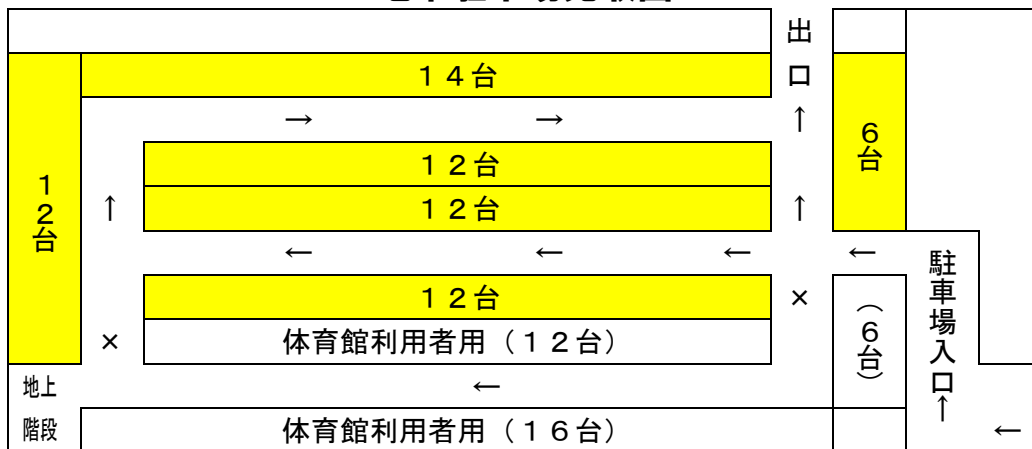 出口
14台
→ →
↑
6台
12台
12台
12台
↑
↑
← ← ← ←
駐車場入口↑
12台
×
×
体育館利用者用（12台）
（6台）
地上
←
階段
体育館利用者用（16台）
←